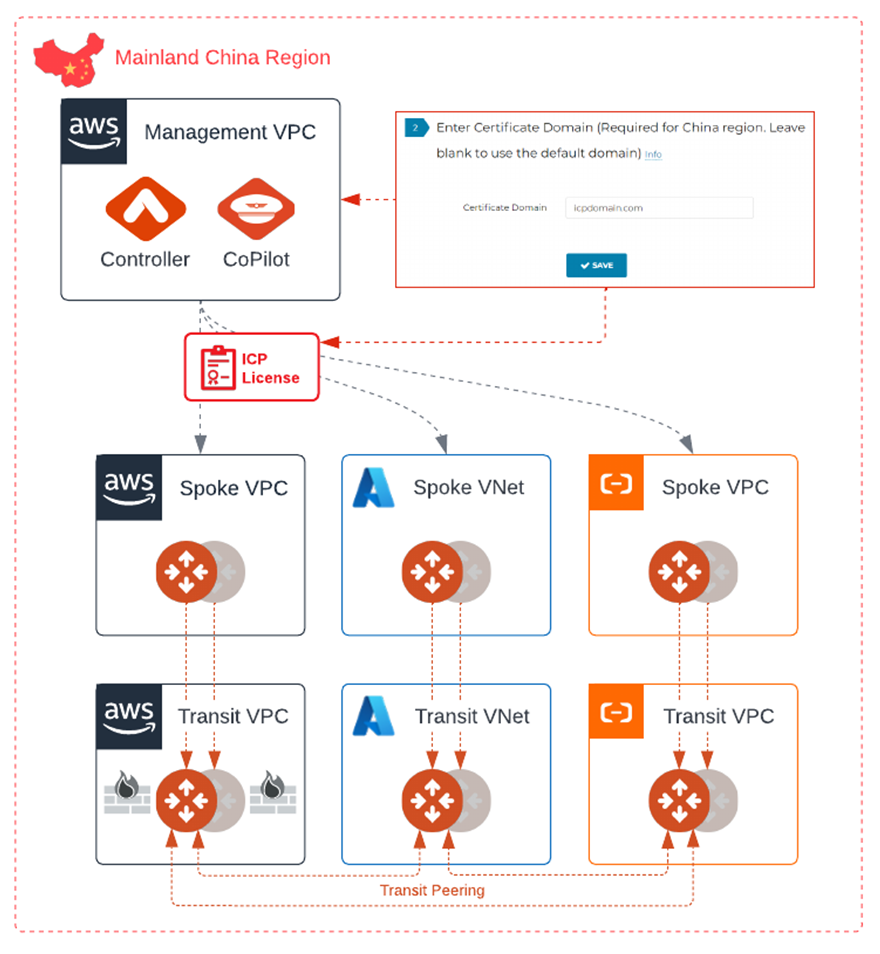 Mainland China Region
aws
Management VPC
Controller
CoPilot
2
Enter Certificate Domain (Required for China region. Leave
blank to use the default domain) Info
Certificate Domain
icpdomain.com
SAVE
ICP
License
aws
Spoke VPC
Spoke VNet
Spoke VPC
aws
Transit VPC
Transit VNet
Transit VPC
Transit Peering